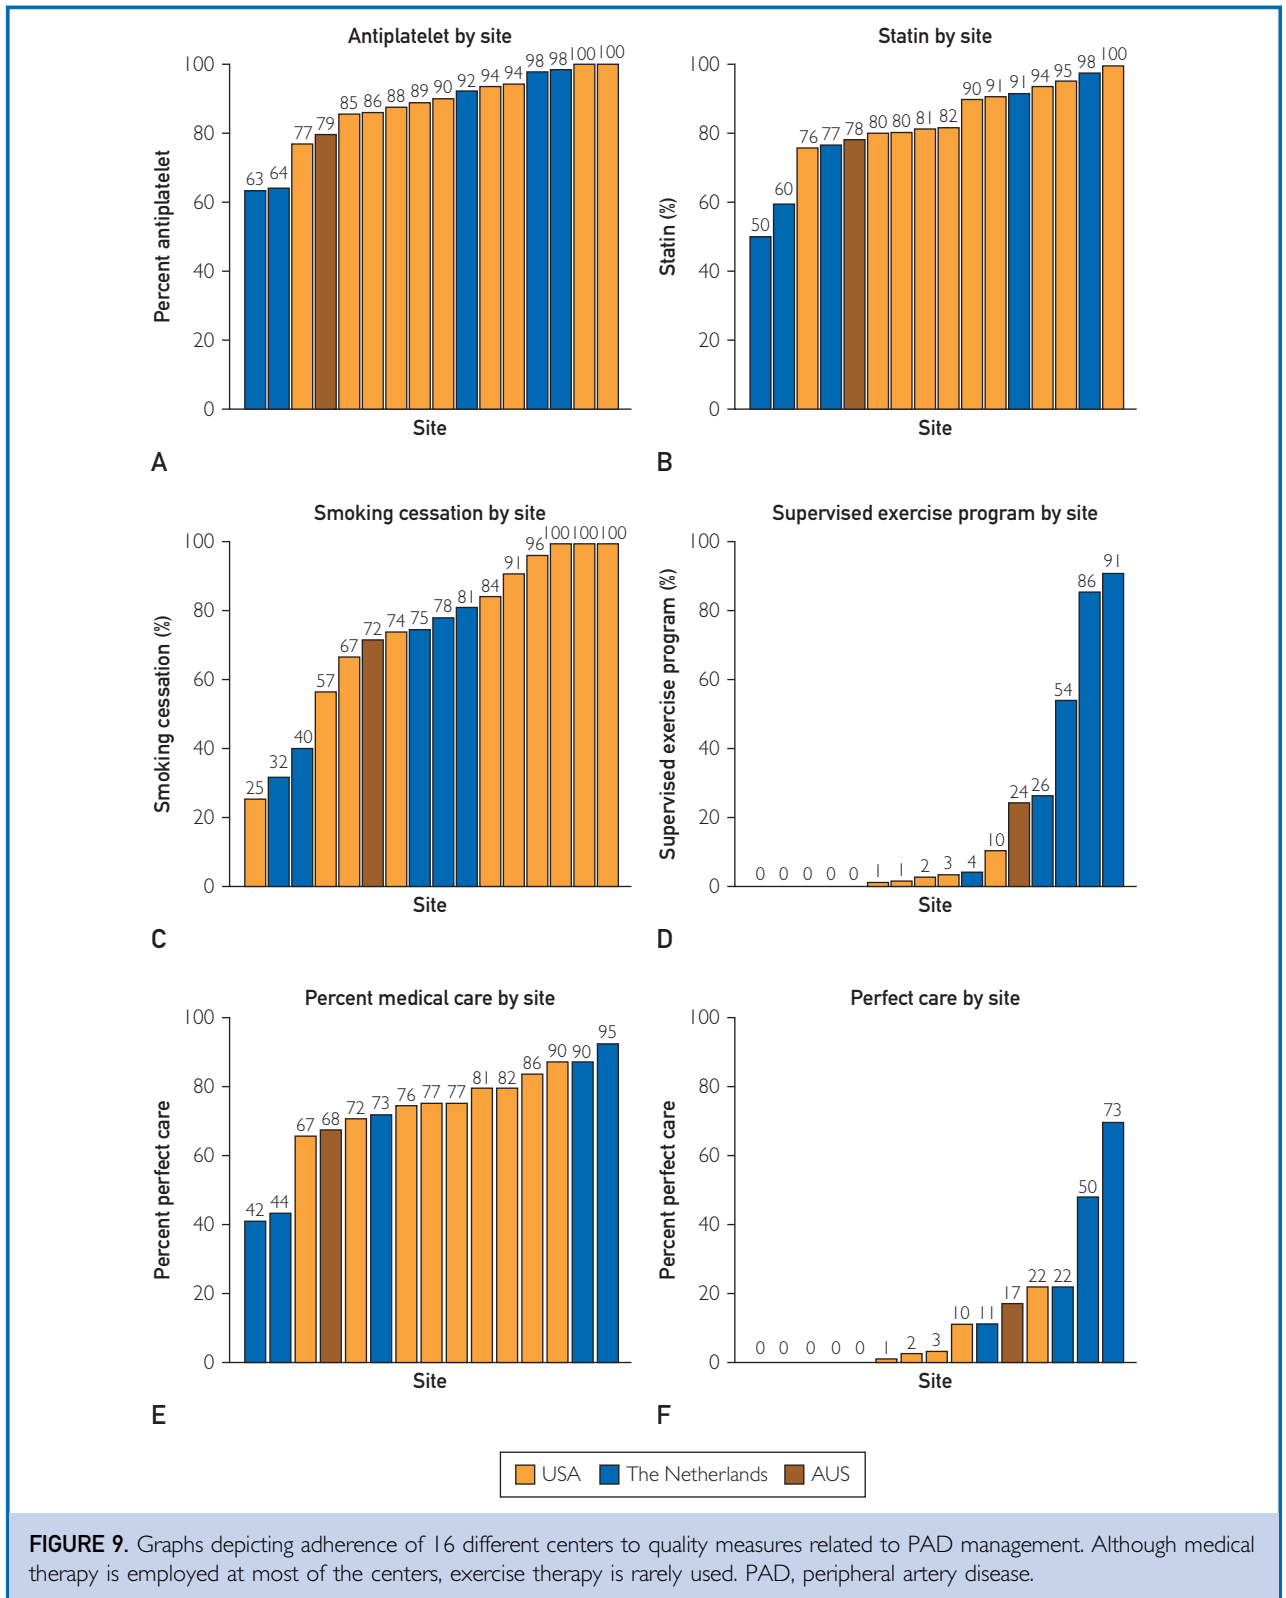 Antiplatelet by site
Percent antiplatelet
100
80
60
40
20
0
63 64 77 79 85 86 88 89 90 92 94 94 98 98 100 100
Site
A
Statin by site
Statin (%)
100
80
60
40
20
0
50 60 76 77 78 80 80 81 82 90 91 91 94 95 98 100
Site
B
Smoking cessation by site
Smoking cessation (%)
100
80
60
40
20
0
25 32 40 57 67 72 74 75 78 81 84 91 96 100 100 100
Site
C
Supervised exercise program by site
Supervised exercise program (%)
100
80
60
40
20
0
0 0 0 0 0 1 1 2 3 4 10 24 26 54 86 91
Site
D
Percent medical care by site
Percent perfect care
100
80
60
40
20
0
42 44 67 68 72 73 76 77 77 81 82 86 90 90 95
Site
E
Perfect care by site
Percent perfect care
100
80
60
40
20
0
0 0 0 0 0 1 2 3 10 11 17 22 22 50 73
Site
F
USA The Netherlands AUS
FIGURE 9. Graphs depicting adherence of 16 different centers to quality measures related to PAD management. Although medical
therapy is employed at most of the centers, exercise therapy is rarely used. PAD, peripheral artery disease.